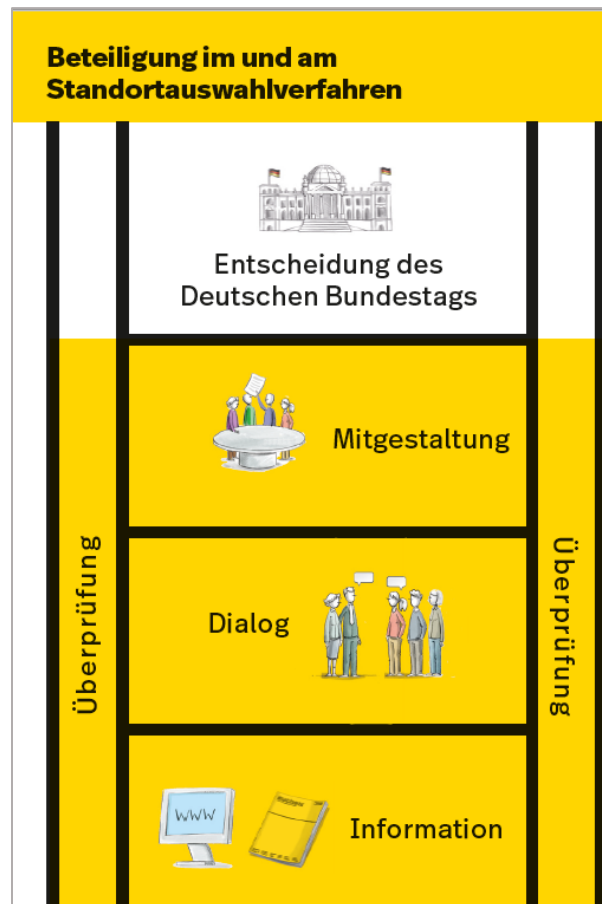 Beteiligung im und am
Standortauswahlverfahren
Entscheidung des
Deutschen Bundestags
Mitgestaltung
Überprüfung
Dialog
Überprüfung
WWW
Information